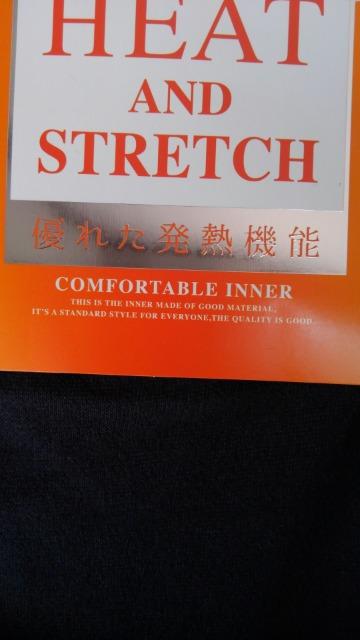 HEAT
AND
STRETCH
優れた発熱機能
COMFORTABLE INNER
THIS IS THE INNER MADE OF GOOD MATERIAL,
IT'S A STANDARD STYLE FOR EVERYONE,THE QUALITY IS GOOD.